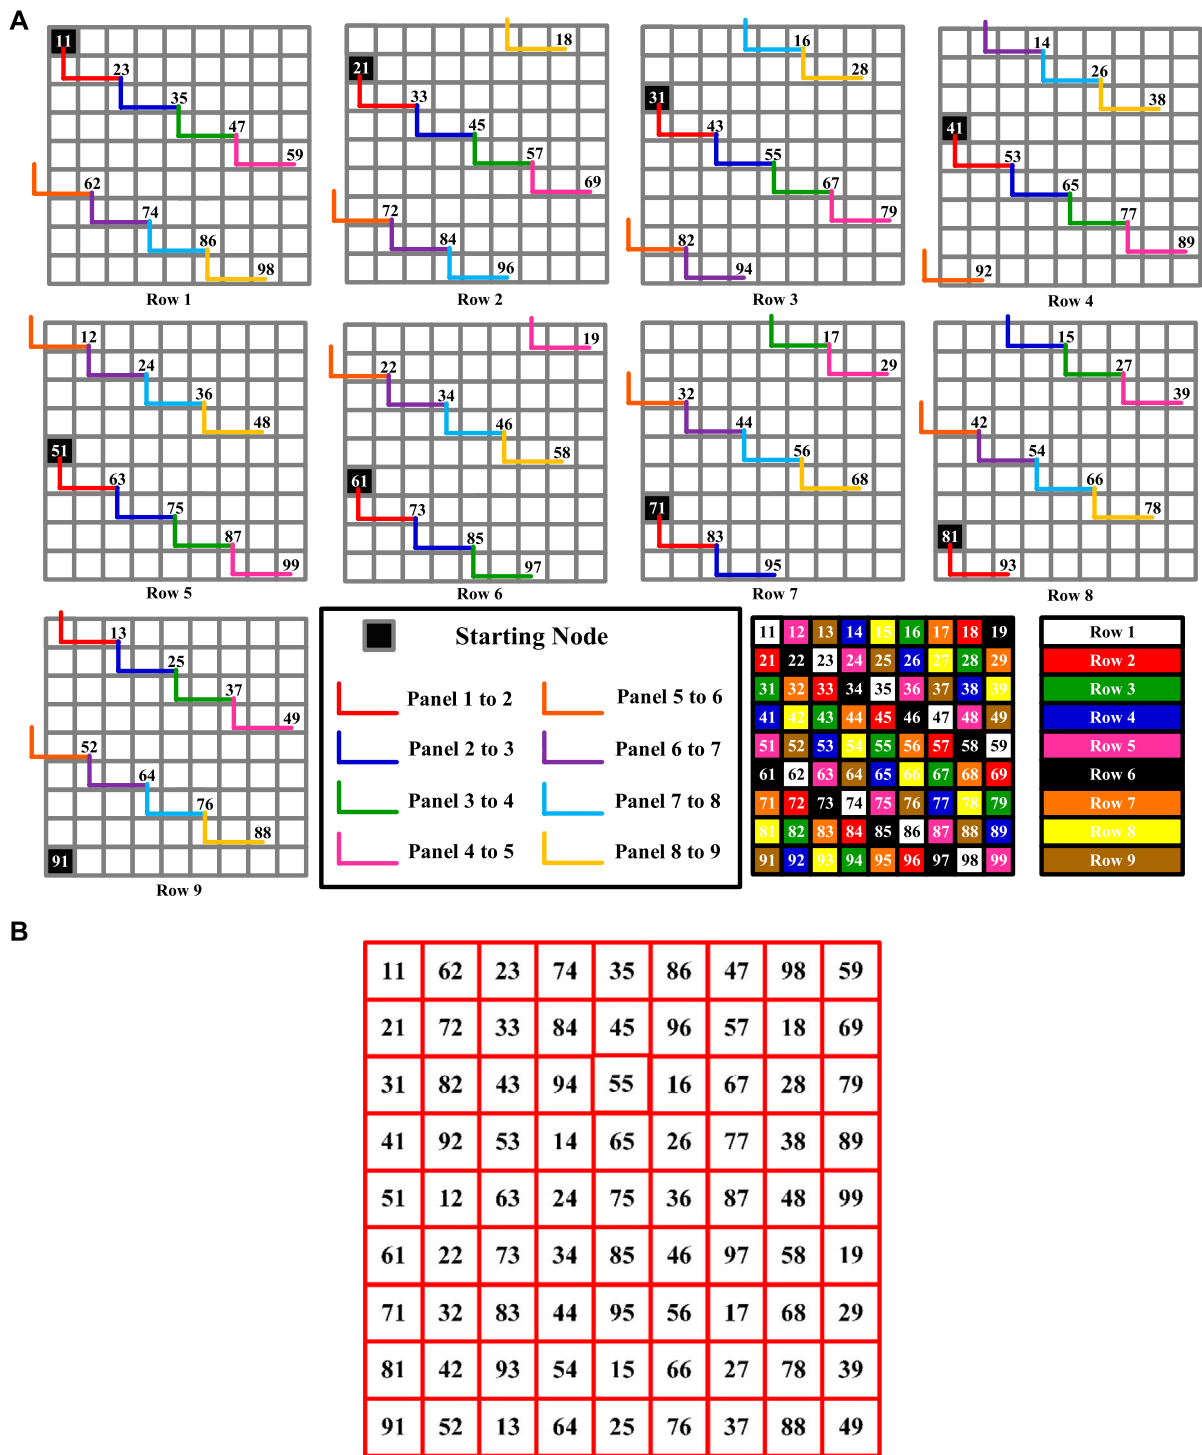 A
11
23
35
47
59
62
74
86
98
Row 1
18
21
33
45
57
69
72
84
96
Row 2
16
28
31
43
55
67
79
82
94
Row 3
14
26
38
41
53
65
77
89
92
Row 4
12
24
36
48
51
63
75
87
99
Row 5
19
22
34
46
58
61
73
85
97
Row 6
17
29
32
44
56
68
71
83
95
Row 7
15
27
39
42
54
66
78
81
93
Row 8
13
25
37
49
52
64
76
88
91
Row 9
Starting Node
Panel 1 to 2 Panel 5 to 6
Panel 2 to 3 Panel 6 to 7
Panel 3 to 4 Panel 7 to 8
Panel 4 to 5 Panel 8 to 9
11 12 13 14 15 16 17 18 19
21 22 23 24 25 26 27 28 29
31 32 33 34 35 36 37 38 39
41 42 43 44 45 46 47 48 49
51 52 53 54 55 56 57 58 59
61 62 63 64 65 66 67 68 69
71 72 73 74 75 76 77 78 79
81 82 83 84 85 86 87 88 89
91 92 93 94 95 96 97 98 99
Row 1
Row 2
Row 3
Row 4
Row 5
Row 6
Row 7
Row 8
Row 9
B
11 62 23 74 35 86 47 98 59
21 72 33 84 45 96 57 18 69
31 82 43 94 55 16 67 28 79
41 92 53 14 65 26 77 38 89
51 12 63 24 75 36 87 48 99
61 22 73 34 85 46 97 58 19
71 32 83 44 95 56 17 68 29
81 42 93 54 15 66 27 78 39
91 52 13 64 25 76 37 88 49